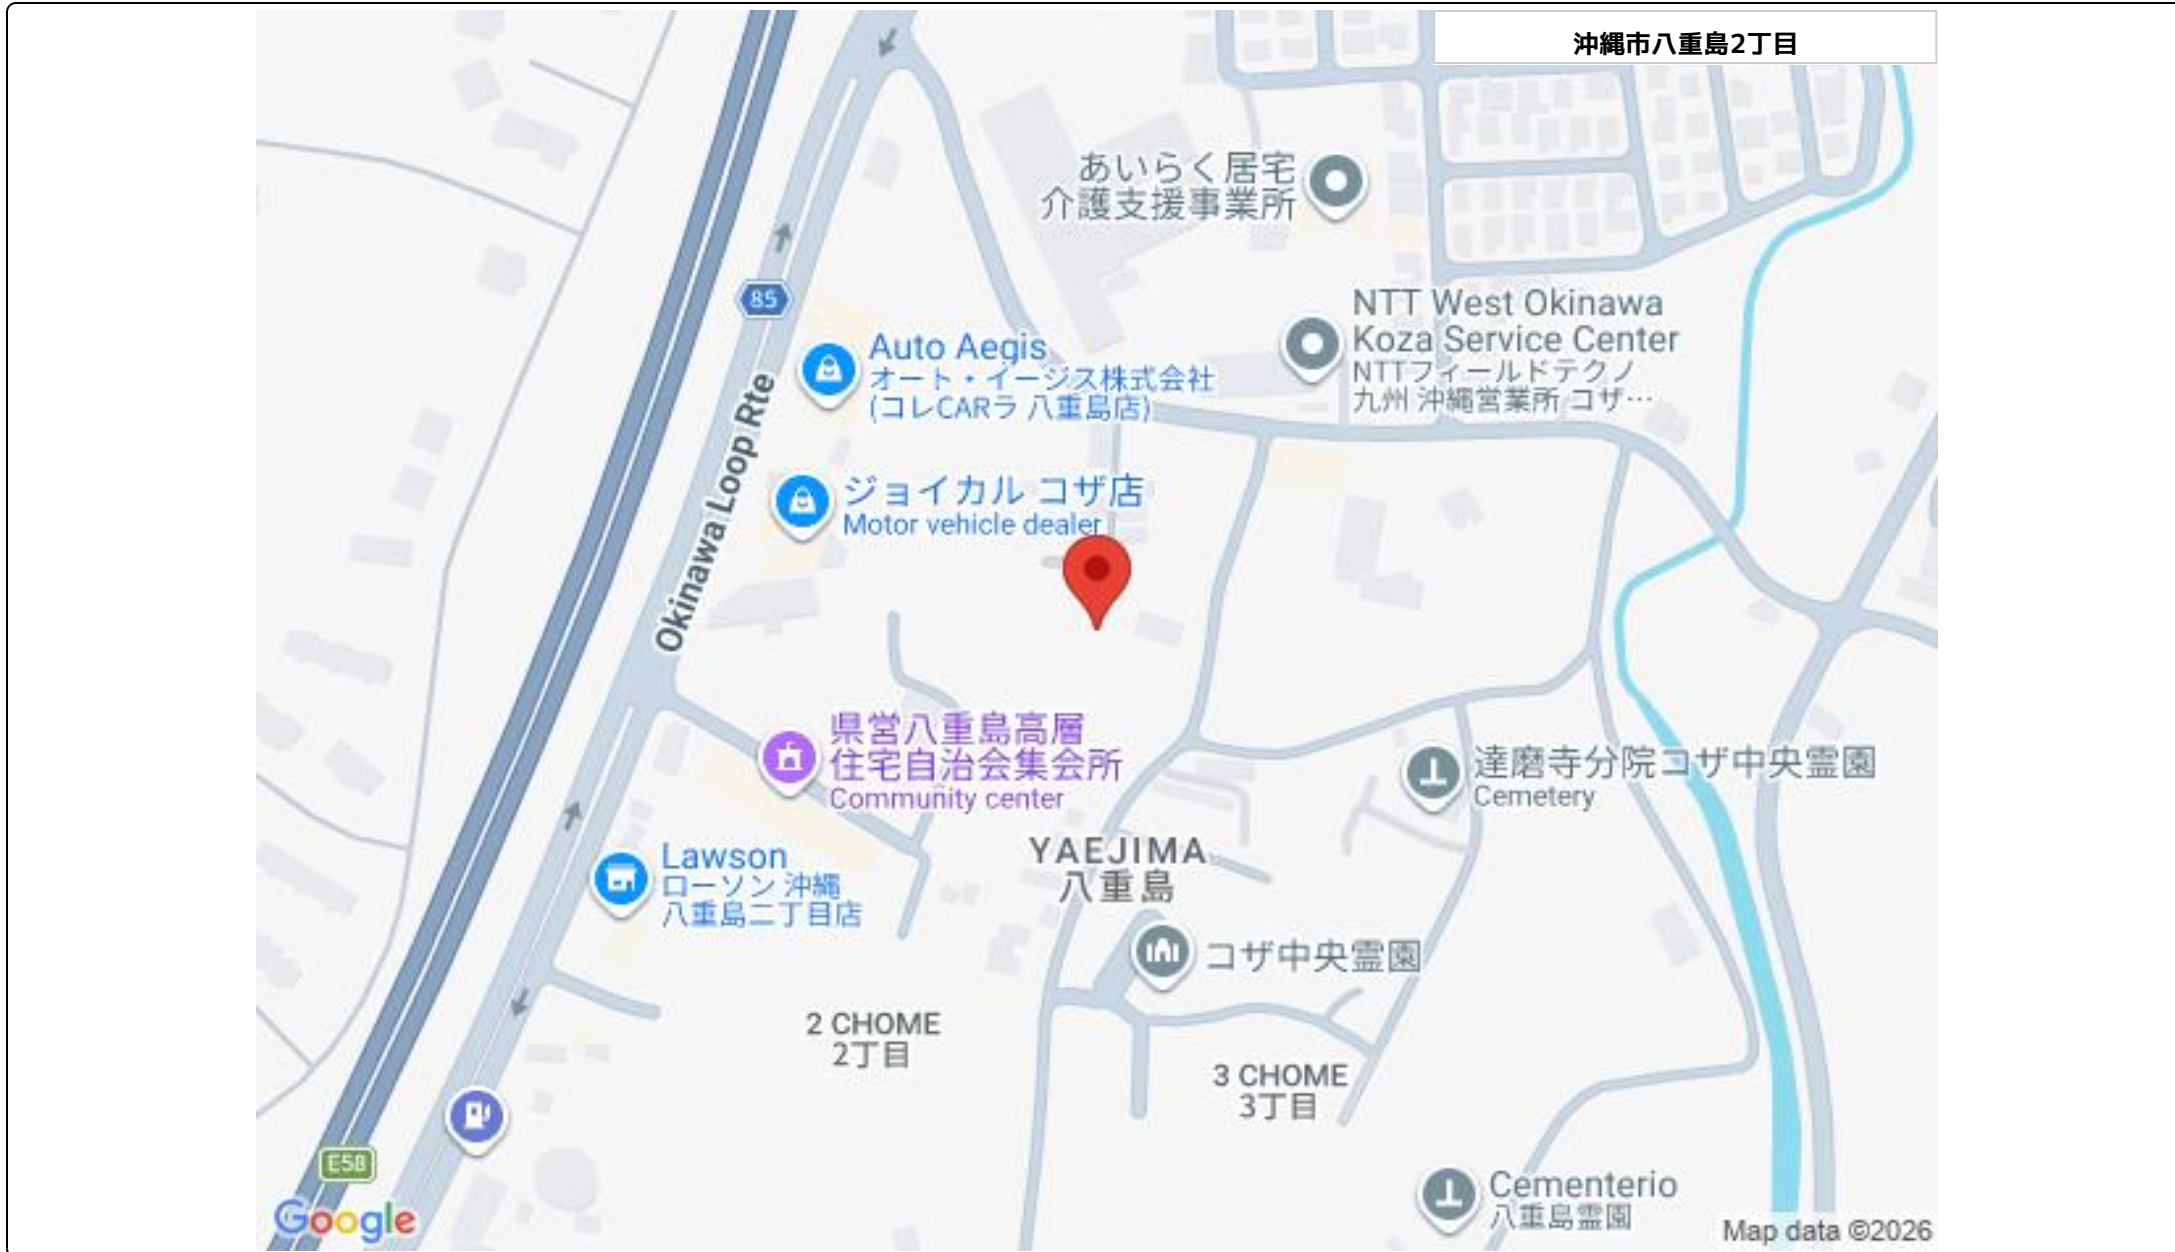 沖縄市八重島2丁目
あいらく居宅
介護支援事業所
85
NTT West Okinawa
Koza Service Center
NTTフィールドテクノ
九州 沖縄営業所 コザ…
Auto Aegis
オート・イージス株式会社
(コレCARラ 八重島店)
Okinawa Loop Rte
ジョイカル コザ店
Motor vehicle dealer
県営八重島高層
住宅自治会集会所
Community center
達磨寺分院コザ中央霊園
Cemetery
Lawson
ローソン 沖縄
八重島二丁目店
YAEJIMA
八重島
コザ中央霊園
2 CHOME
2丁目
3 CHOME
3丁目
E58
Cementerio
八重島霊園
Google
Map data ©2026